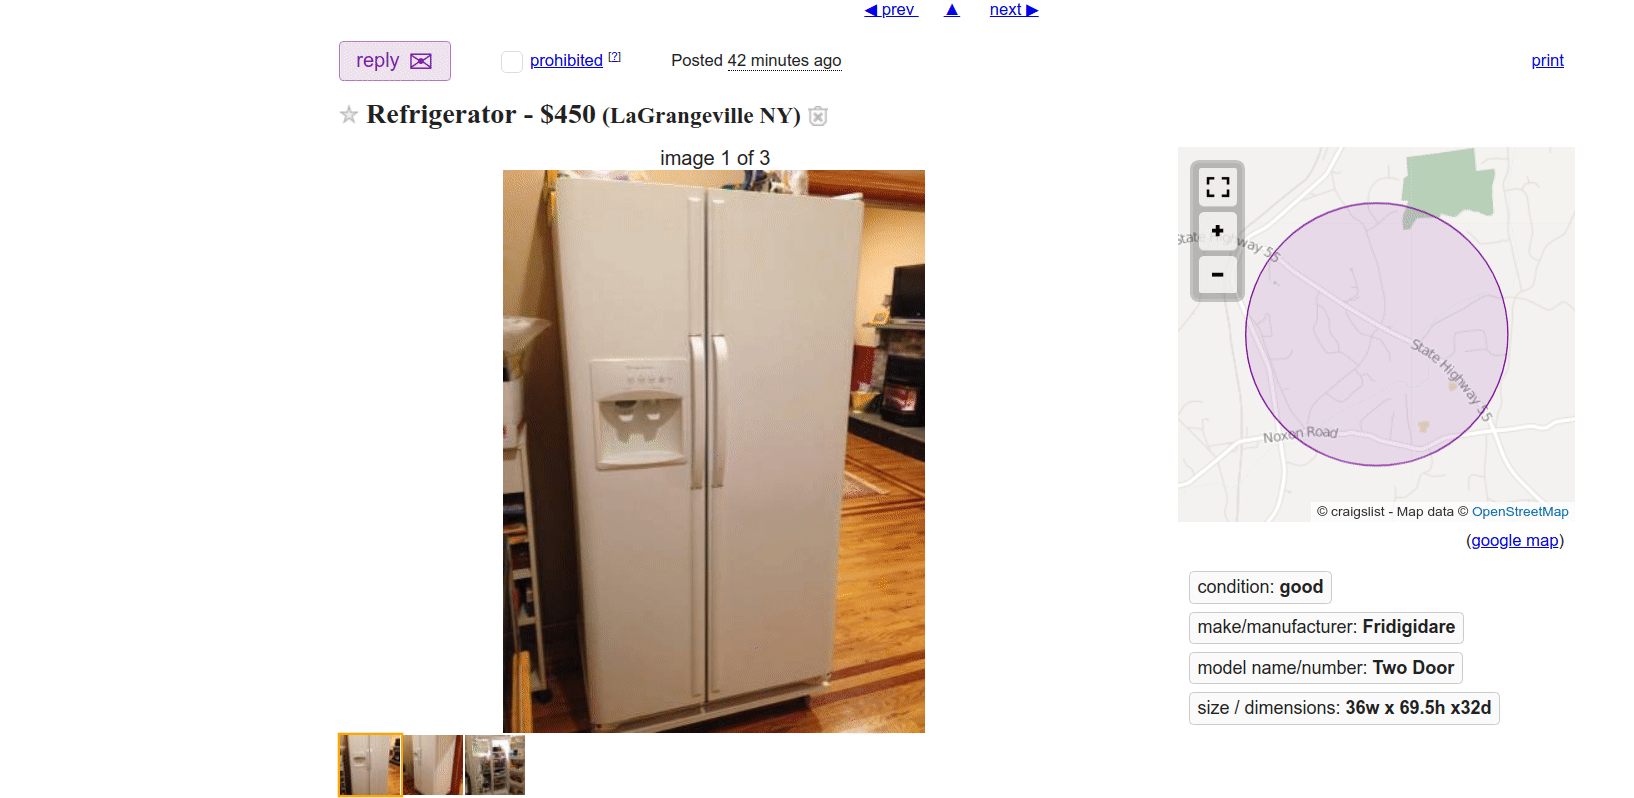 ◀ prev ▲ next ▶
reply prohibited [?] Posted 42 minutes ago print
Refrigerator - $450 (LaGrangeville NY)
image 1 of 3
State Highway 55
State Highway 55
Noxon Road
+
-
© craigslist - Map data © OpenStreetMap
(google map)
condition: good
make/manufacturer: Fridigidare
model name/number: Two Door
size / dimensions: 36w x 69.5h x32d